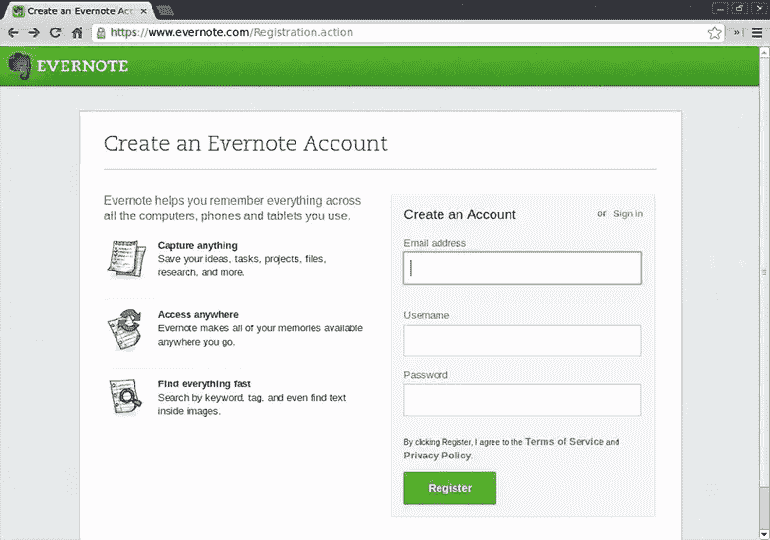 Create an Evernote Acc
https://www.evernote.com/Registration.action
EVERNOTE
Create an Evernote Account
Evernote helps you remember everything across
all the computers, phones and tablets you use.
Capture anything
Save your ideas, tasks, projects, files,
research, and more.
Access anywhere
Evernote makes all of your memories available
anywhere you go.
Find everything fast
Search by keyword, tag, and even find text
inside images.
Create an Account
or Sign in
Email address
Username
Password
By clicking Register, I agree to the Terms of Service and
Privacy Policy.
Register